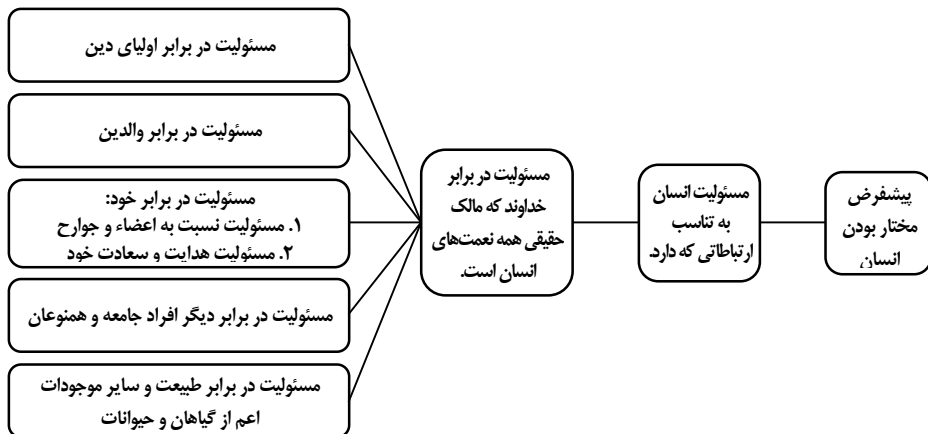 پیشفرض
مختار بودن
انسان
مسئولیت انسان
به تناسب
ارتباطاتی که دارد.
مسئولیت در برابر
خداوند که مالک
حقیقی همه نعمت‌های
انسان است.
مسئولیت در برابر اولیای دین
مسئولیت در برابر والدین
مسئولیت در برابر خود:
۱. مسئولیت نسبت به اعضاء و جوارح
۲. مسئولیت هدایت و سعادت خود
مسئولیت در برابر دیگر افراد جامعه و همنوعان
مسئولیت در برابر طبیعت و سایر موجودات
اعم از گیاهان و حیوانات